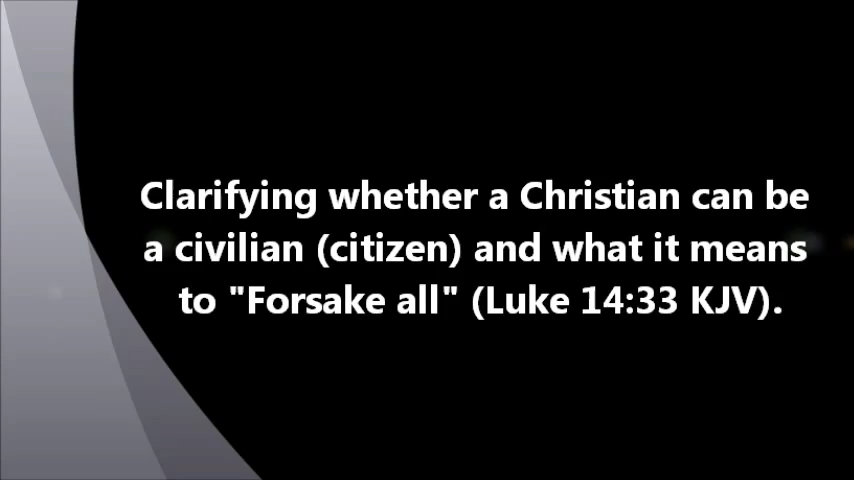 Clarifying whether a Christian can be
a civilian (citizen) and what it means
to "Forsake all" (Luke 14:33 KJV).